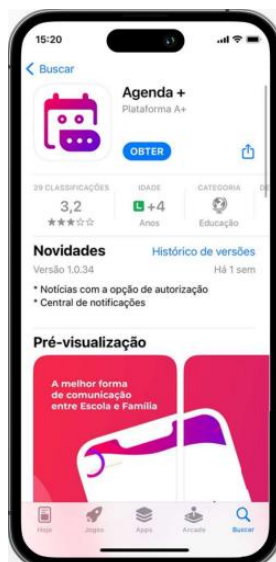 15:20
Buscar
Agenda +
Plataforma A+
OBTER
29 CLASSIFICAÇÕES
IDADE
CATEGORIA
3,2
L +4
Anos
Educação
Novidades
Histórico de versões
Versão 1.0.34
Há 1 sem
* Notícias com a opção de autorização
* Central de notificações
Pré-visualização
A melhor forma
de comunicação
entre Escola e Família
Hoje
Jogos
Apps
Arcade
Buscar